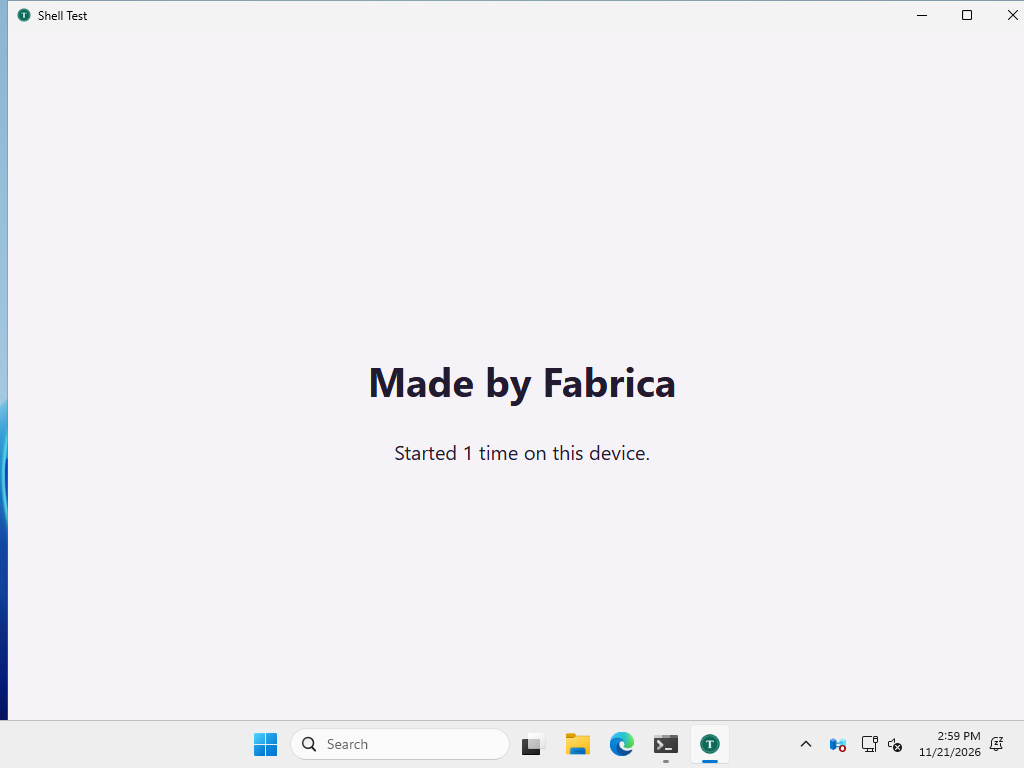 Shell Test
Made by Fabrica
Started 1 time on this device.
Search
2:59 PM
11/21/2026